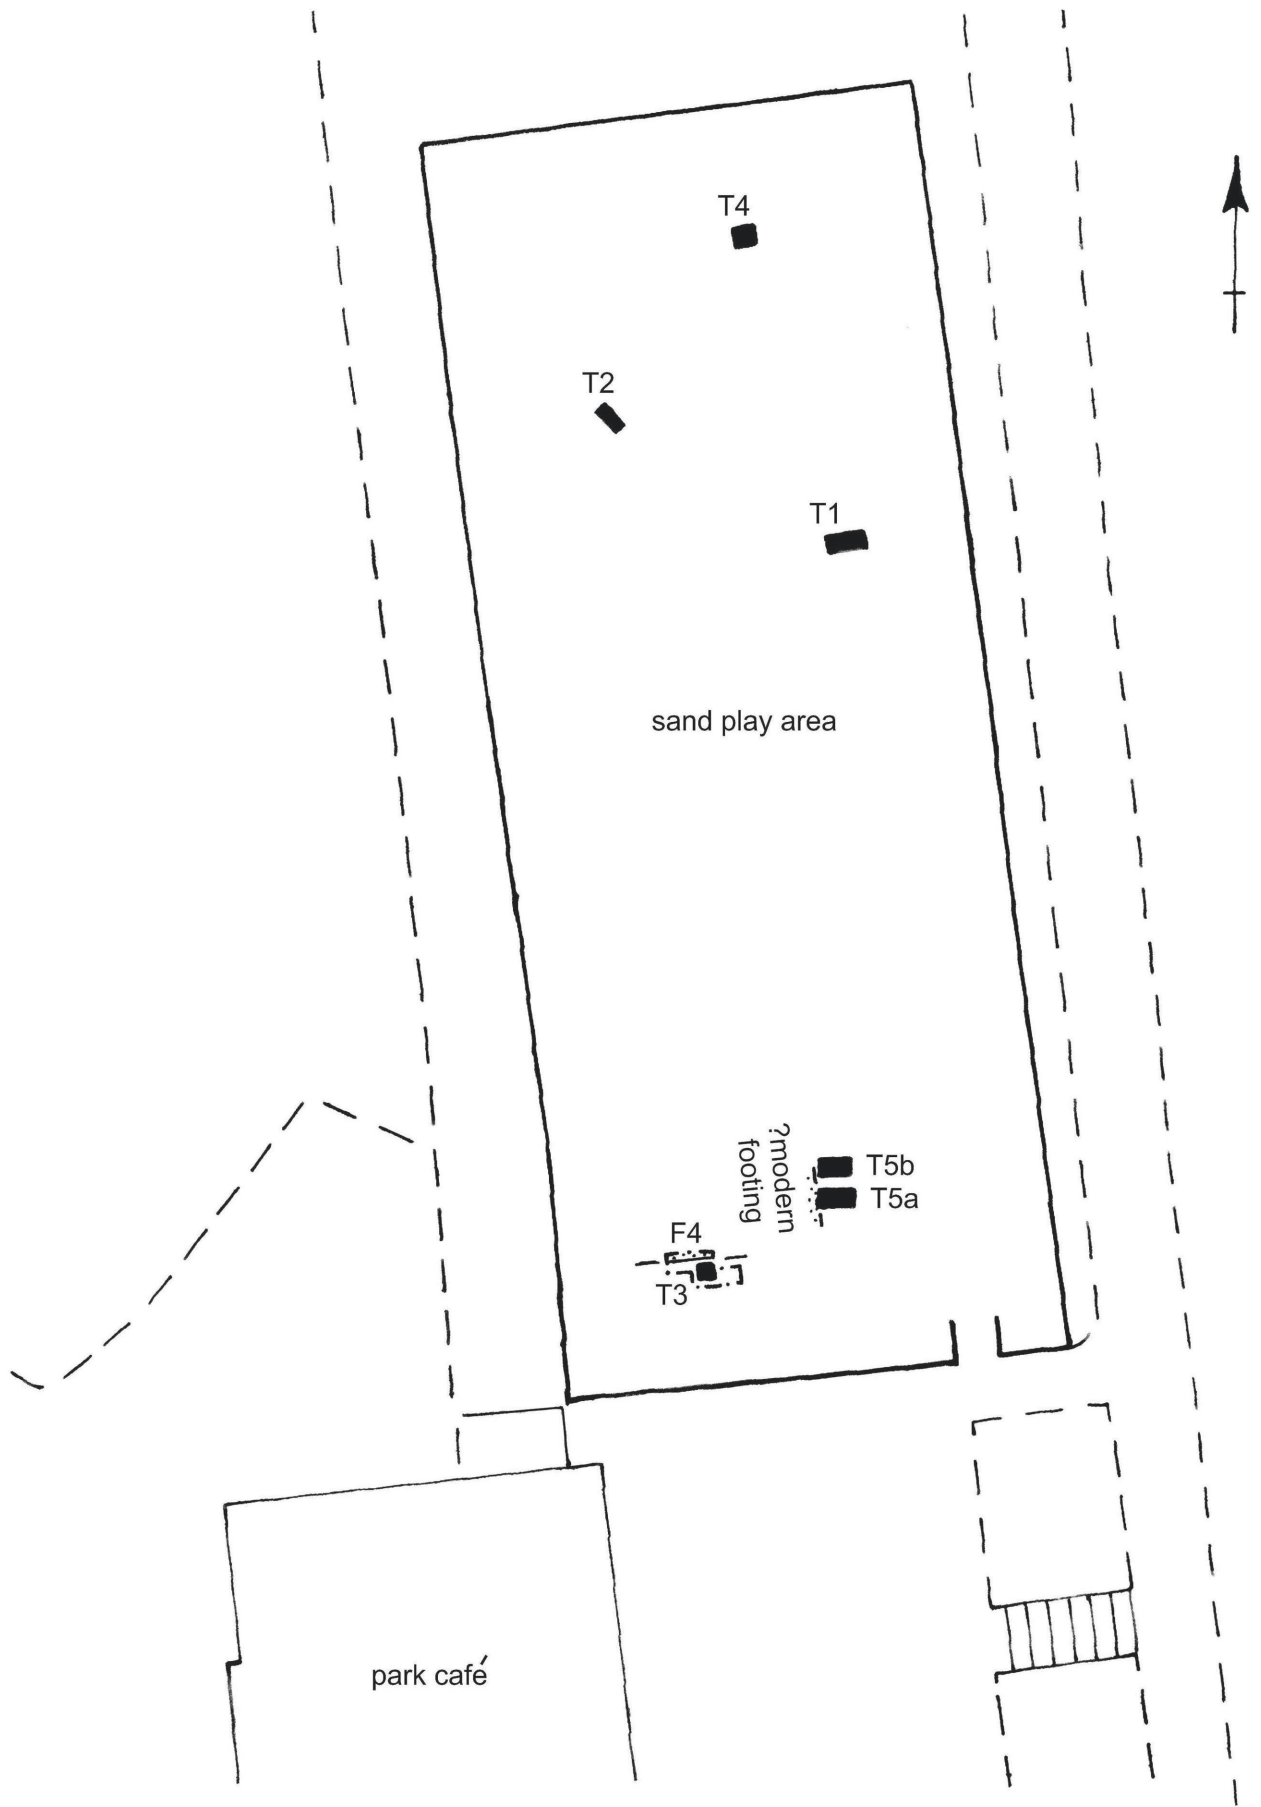 T4
T2
T1
sand play area
?modern
footing
T5b
T5a
F4
T3
park café